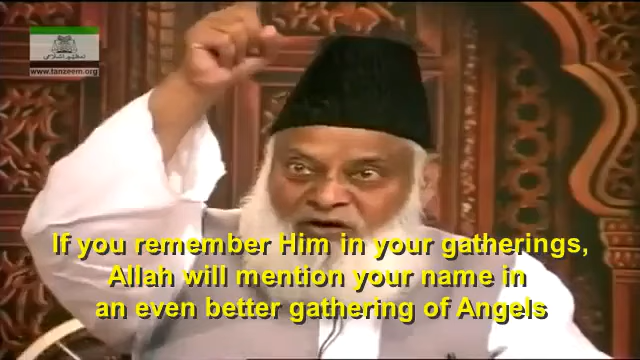 www.tanzeem.org
If you remember Him in your gatherings,
Allah will mention your name in
an even better gathering of Angels